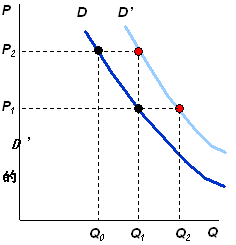 P D D’
P₂
P₁
D ’
的
Q₀ Q₁ Q₂ Q